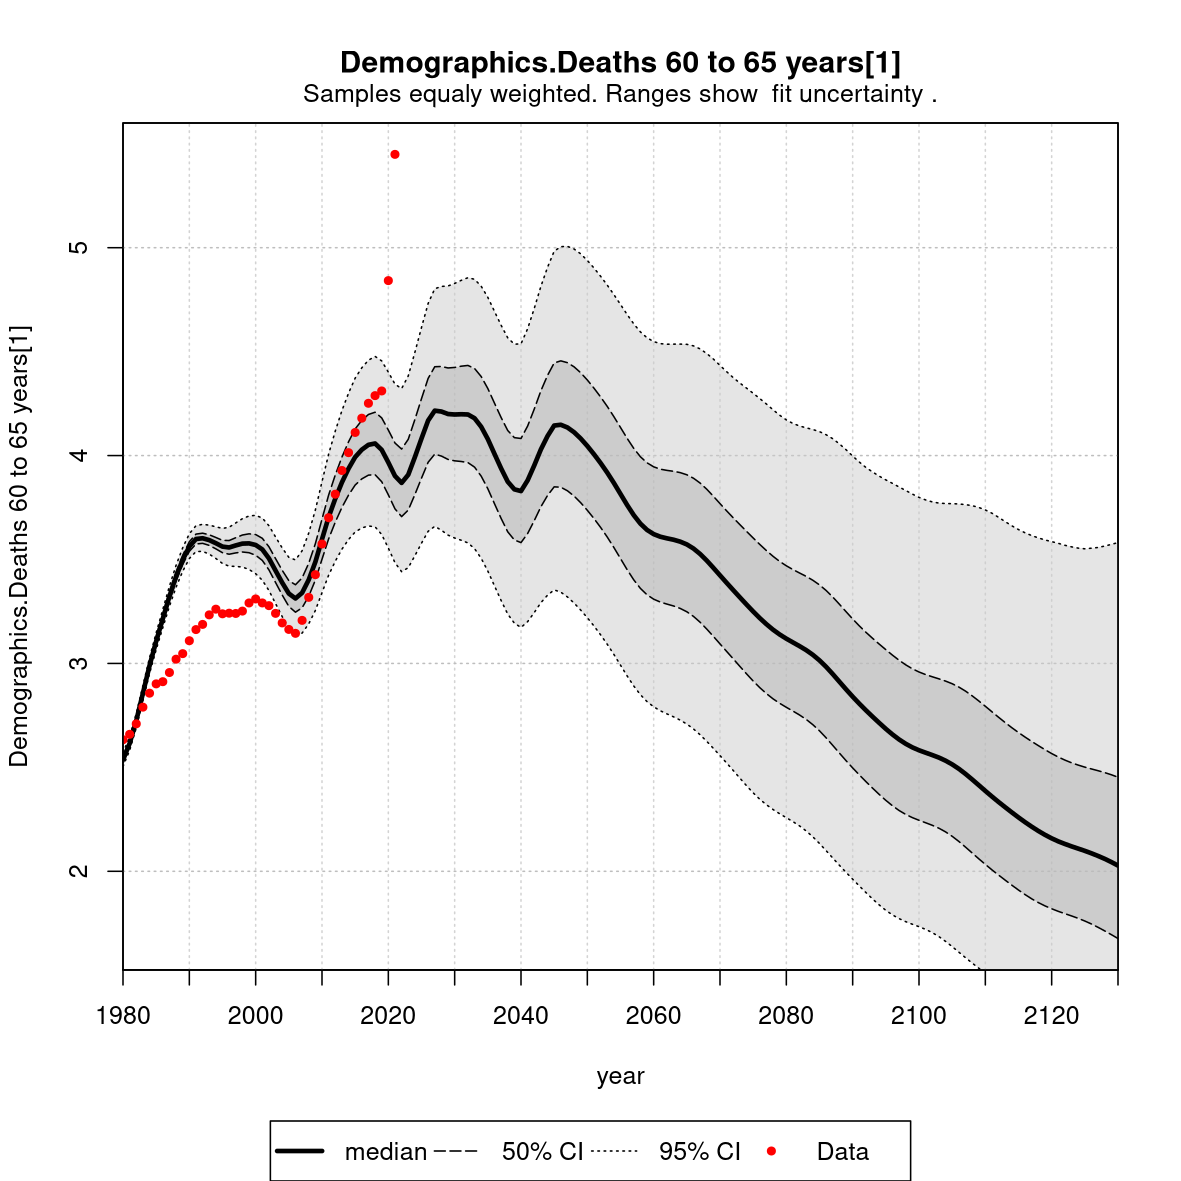 Demographics.Deaths 60 to 65 years[1]
Samples equaly weighted. Ranges show  fit uncertainty .
Demographics.Deaths 60 to 65 years[1]
5
4
3
2
1980 2000 2020 2040 2060 2080 2100 2120
year
median 50% CI 95% CI Data